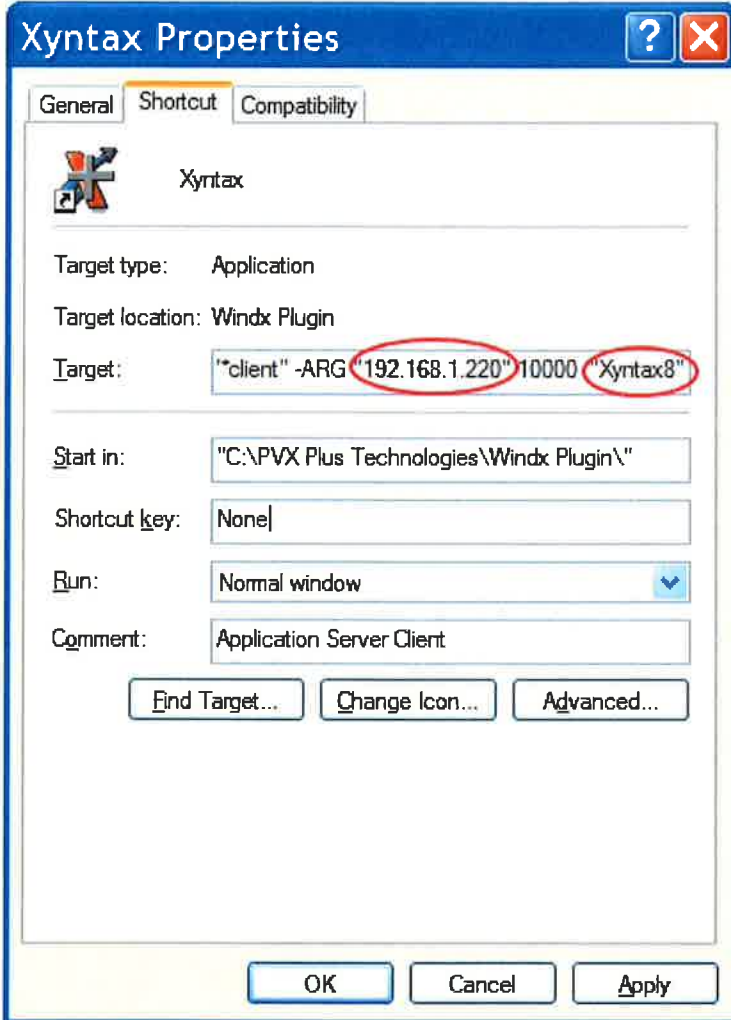 Xyntax Properties
?
General Shortcut Compatibility
Xyntax
Target type: Application
Target location: Windx Plugin
Target: "*client" -ARG "192.168.1.220" 10000 "Xyntax8"
Start in: "C:\PVX Plus Technologies\Windx Plugin\"
Shortcut key: None
Run: Normal window
Comment: Application Server Client
Find Target... Change Icon... Advanced...
OK Cancel Apply